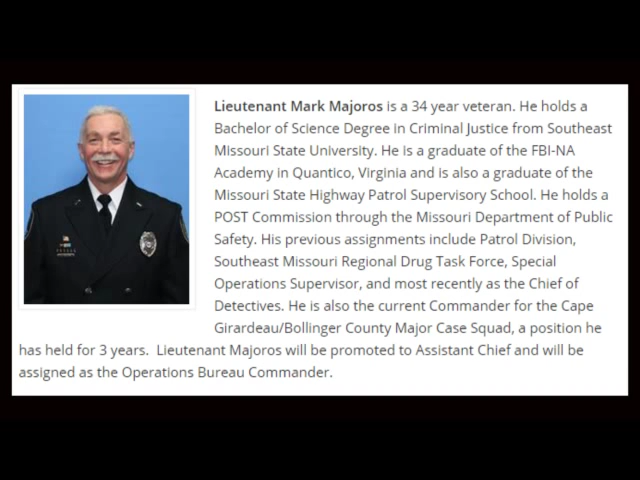 Lieutenant Mark Majoros is a 34 year veteran. He holds a
Bachelor of Science Degree in Criminal Justice from Southeast
Missouri State University. He is a graduate of the FBI-NA
Academy in Quantico, Virginia and is also a graduate of the
Missouri State Highway Patrol Supervisory School. He holds a
POST Commission through the Missouri Department of Public
Safety. His previous assignments include Patrol Division,
Southeast Missouri Regional Drug Task Force, Special
Operations Supervisor, and most recently as the Chief of
Detectives. He is also the current Commander for the Cape
Girardeau/Bollinger County Major Case Squad, a position he
has held for 3 years. Lieutenant Majoros will be promoted to Assistant Chief and will be
assigned as the Operations Bureau Commander.